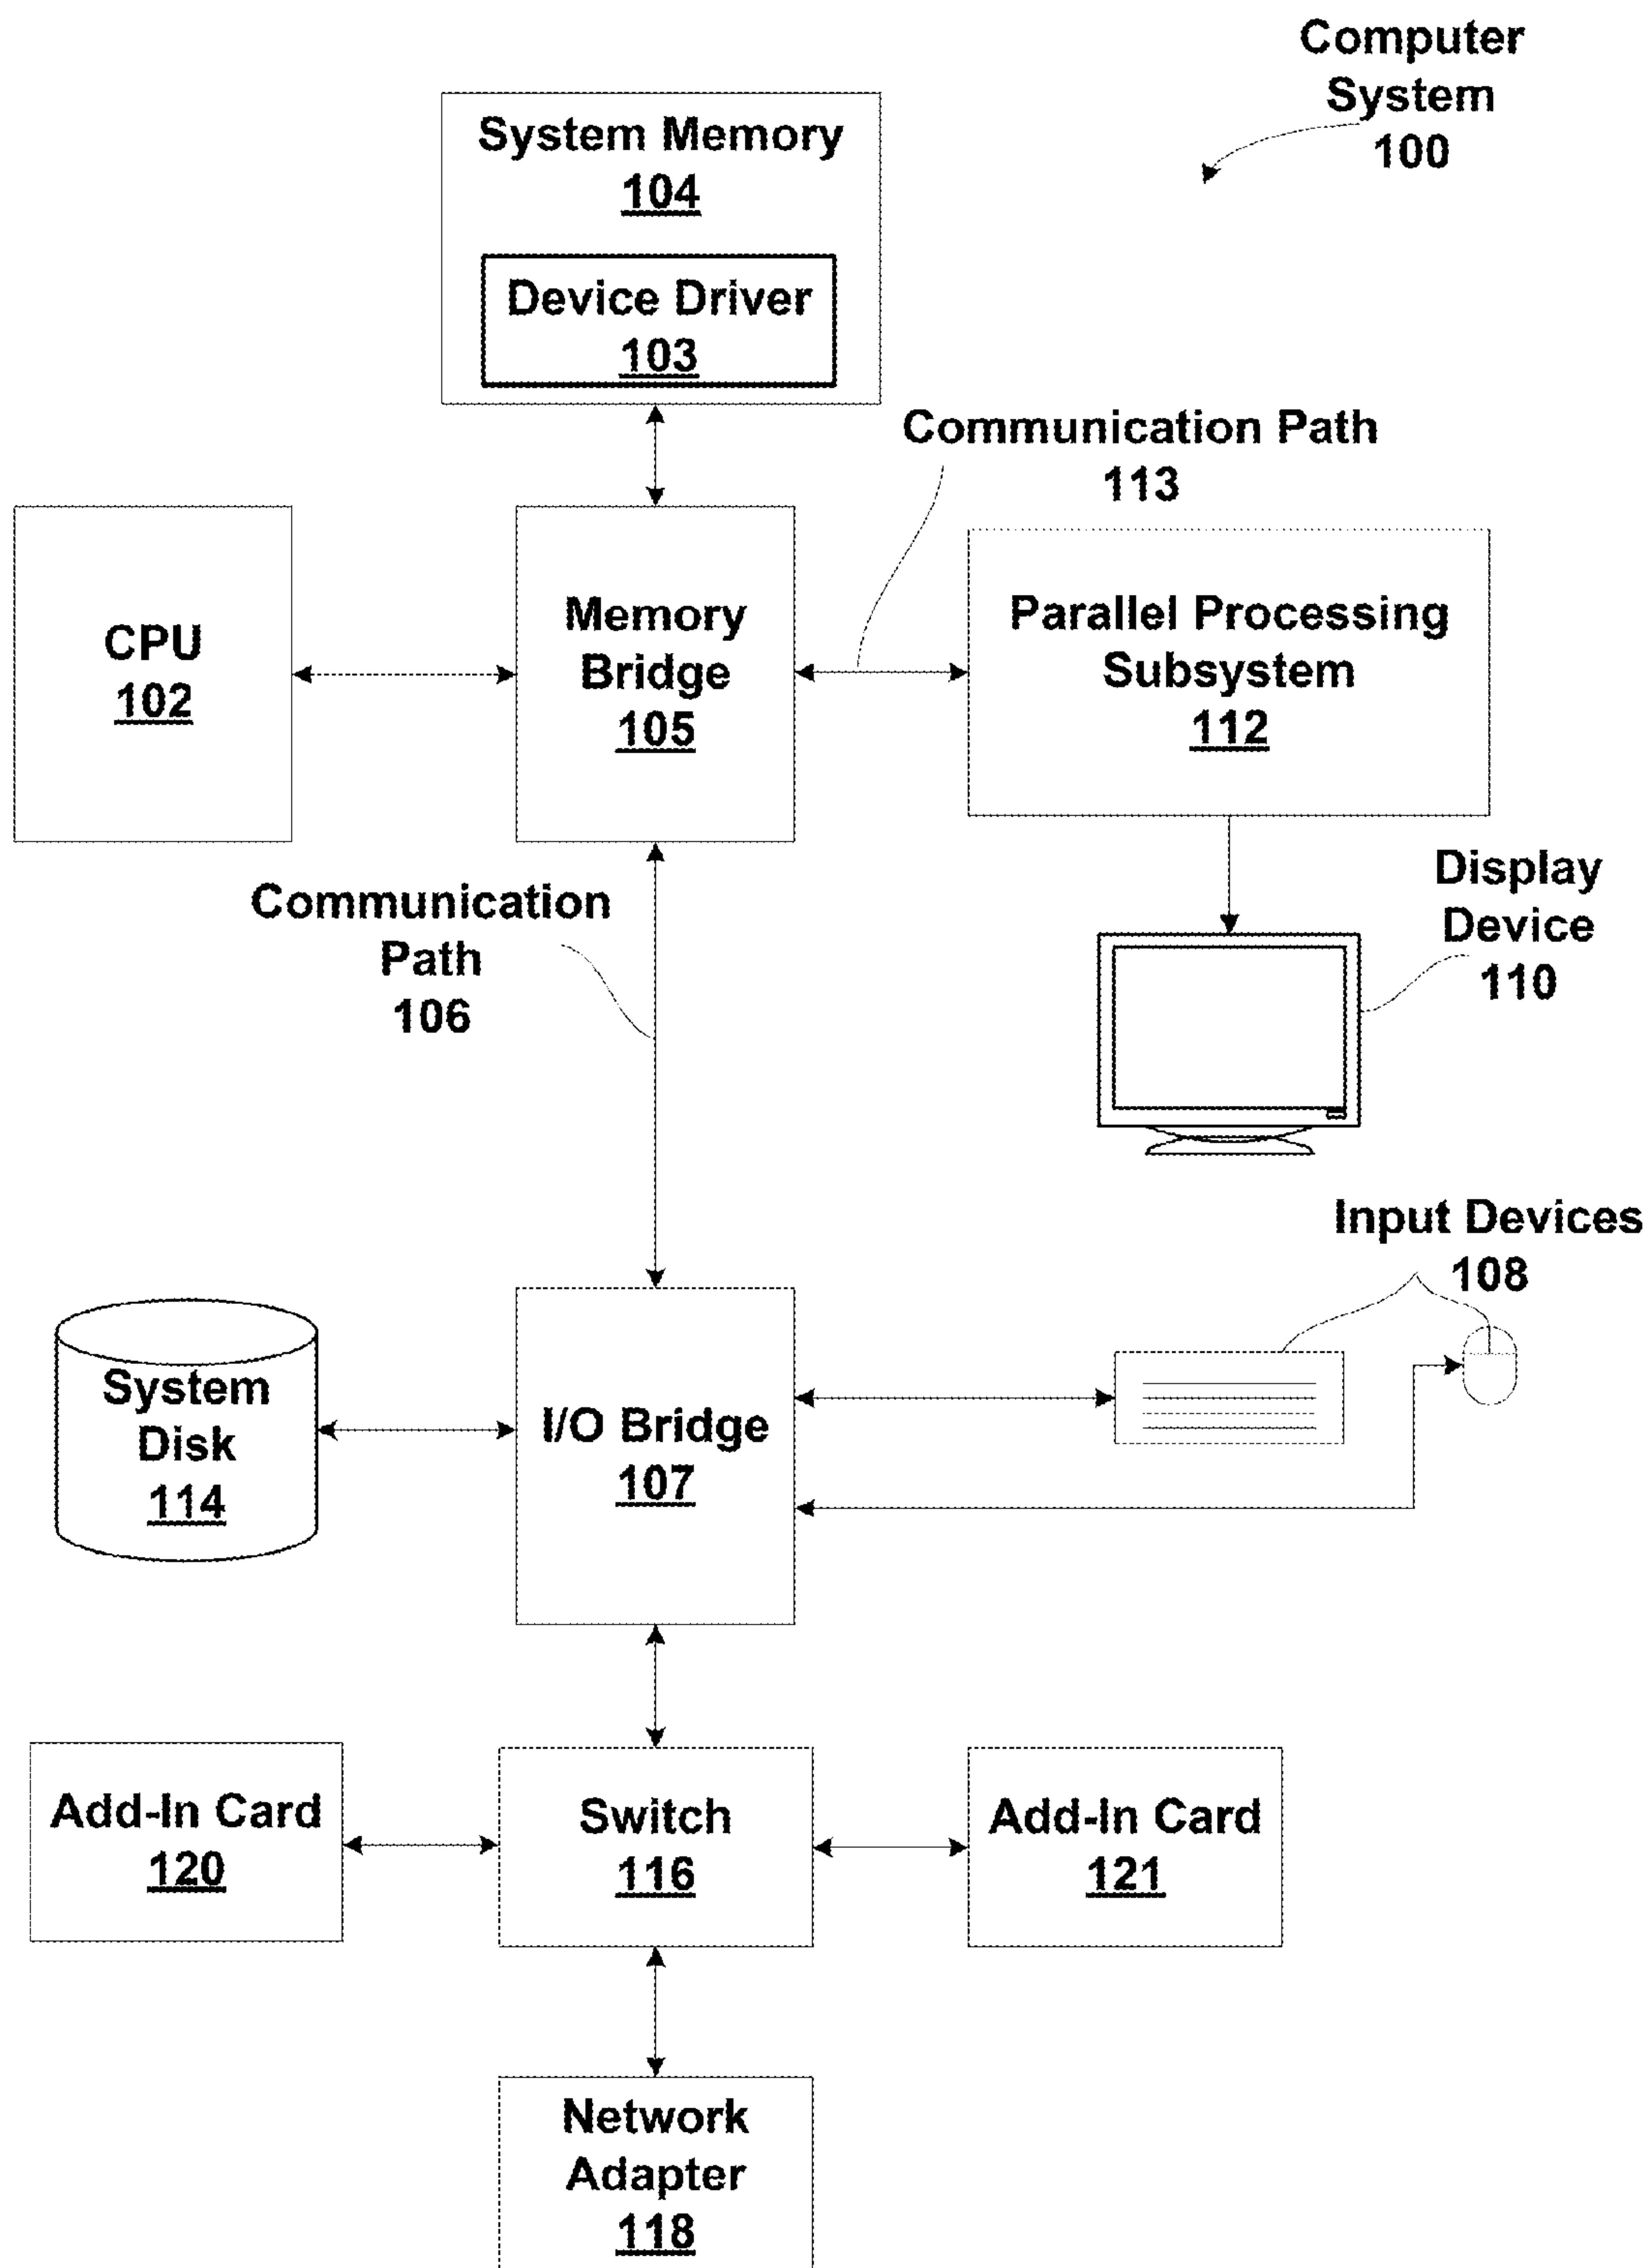 Computer
System
100
System Memory
104
Device Driver
103
Communication Path
113
CPU
102
Memory
Bridge
105
Parallel Processing
Subsystem
112
Communication
Path
106
Display
Device
110
Input Devices
108
System
Disk
114
I/O Bridge
107
Add-In Card
120
Switch
116
Add-In Card
121
Network
Adapter
118